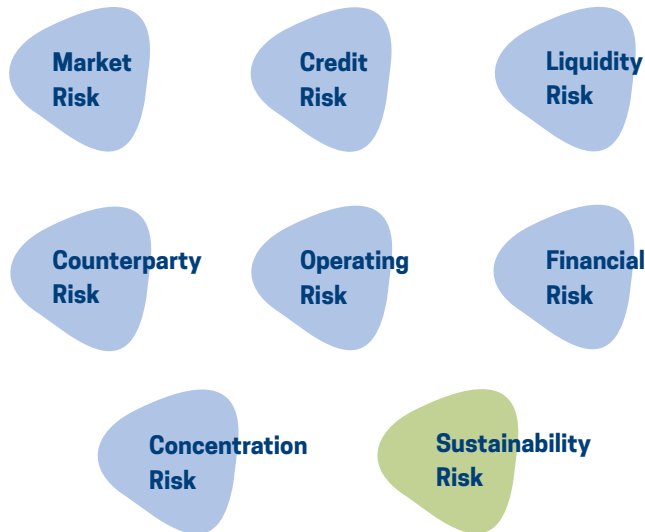 Market
Risk
Credit
Risk
Liquidity
Risk
Counterparty
Risk
Operating
Risk
Financial
Risk
Concentration
Risk
Sustainability
Risk